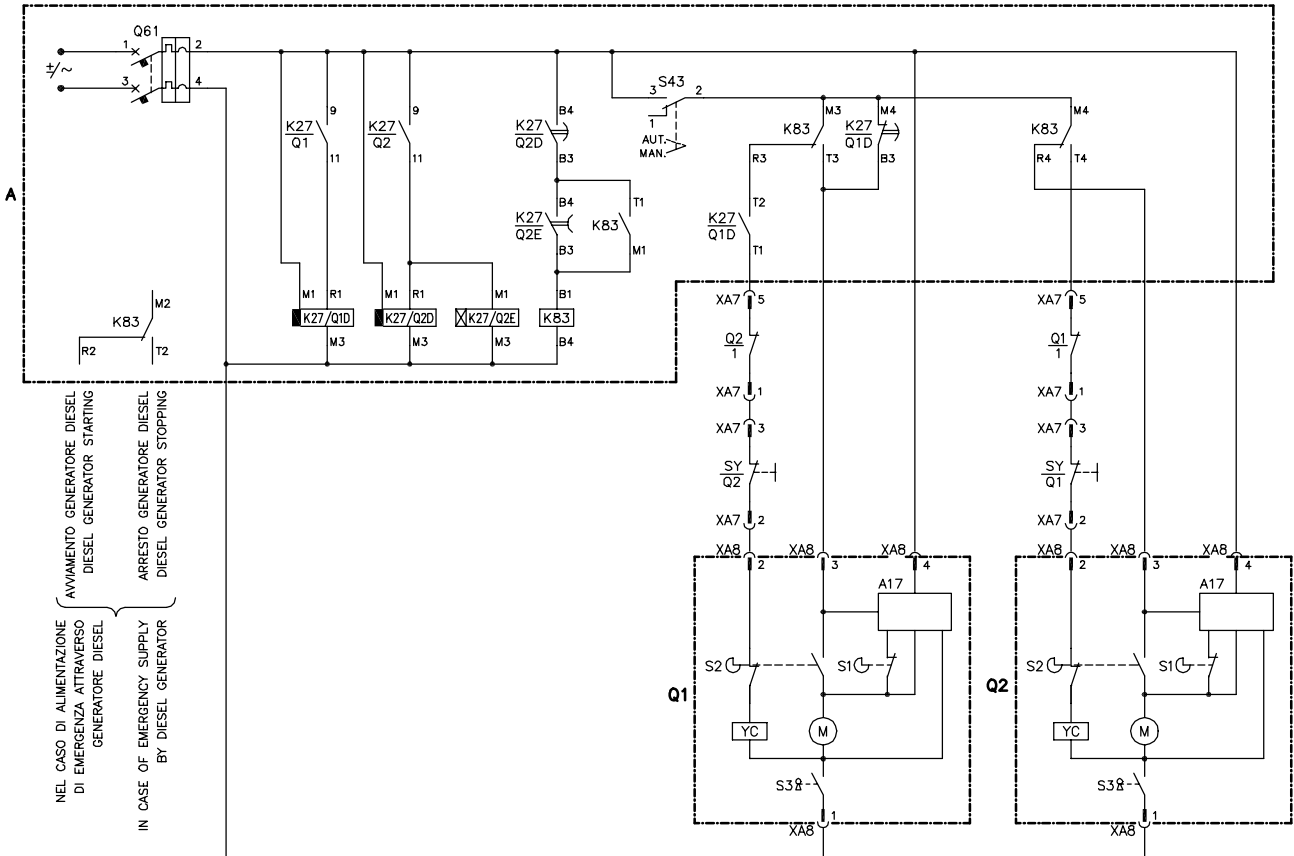 Q61
1
2
±/~
3
4
S43
3
2
1
AUT.
MAN.
9
K27
Q1
11
9
K27
Q2
11
B4
K27
Q2D
B3
M3
K83
R3
T3
M4
K27
Q1D
B3
M4
K83
R4
T4
A
B4
K27
Q2E
B3
T1
K83
M1
T2
K27
Q1D
T1
M2
K83
R2
T2
M1
R1
K27/Q1D
M3
M1
R1
K27/Q2D
M3
M1
K27/Q2E
M3
B1
K83
B4
XA7 5
Q2
1
XA7 1
XA7 3
SY
Q2
XA7 2
XA7 5
Q1
1
XA7 1
XA7 3
SY
Q1
XA7 2
AVVIAMENTO GENERATORE DIESEL
DIESEL GENERATOR STARTING
ARRESTO GENERATORE DIESEL
DIESEL GENERATOR STOPPING
NEL CASO DI ALIMENTAZIONE
DI EMERGENZA ATTRAVERSO
GENERATORE DIESEL
IN CASE OF EMERGENCY SUPPLY
BY DIESEL GENERATOR
XA8
2
XA8
3
XA8
4
A17
S2
S1
Q1
YC
M
S3
1
XA8
XA8
2
XA8
3
XA8
4
A17
S2
S1
Q2
YC
M
S3
1
XA8